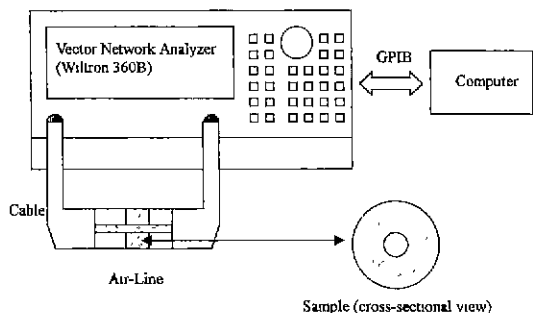 Vector Network Analyzer
(Wiltron 360B)
GPIB
Computer
Cable
Air-Line
Sample (cross-sectional view)